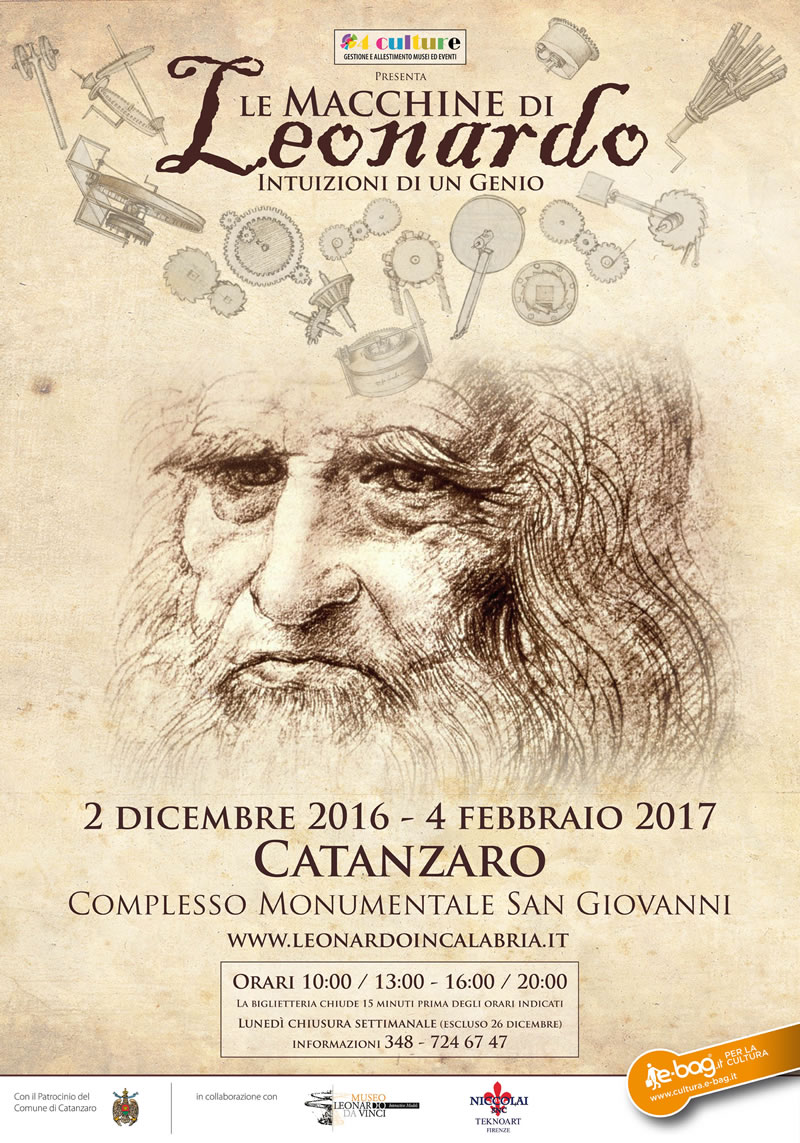 4 culture
GESTIONE E ALLESTIMENTO MUSEI ED EVENTI
PRESENTA
LE MACCHINE DI
Leonardo
INTUIZIONI DI UN GENIO
2 DICEMBRE 2016 - 4 FEBBRAIO 2017
CATANZARO
COMPLESSO MONUMENTALE SAN GIOVANNI
WWW.LEONARDOINCALABRIA.IT
ORARI 10:00 / 13:00 - 16:00 / 20:00
LA BIGLIETTERIA CHIUDE 15 MINUTI PRIMA DEGLI ORARI INDICATI
LUNEDÌ CHIUSURA SETTIMANALE (ESCLUSO 26 DICEMBRE)
INFORMAZIONI 348 - 724 67 47
e-bag.it PER LA CULTURA
www.cultura.e-bag.it
Con il Patrocinio del
Comune di Catanzaro
in collaborazione con
MUSEO
LEONARDO
DA VINCI
NICCOLAI
SNC
TEKNOART
FIRENZE